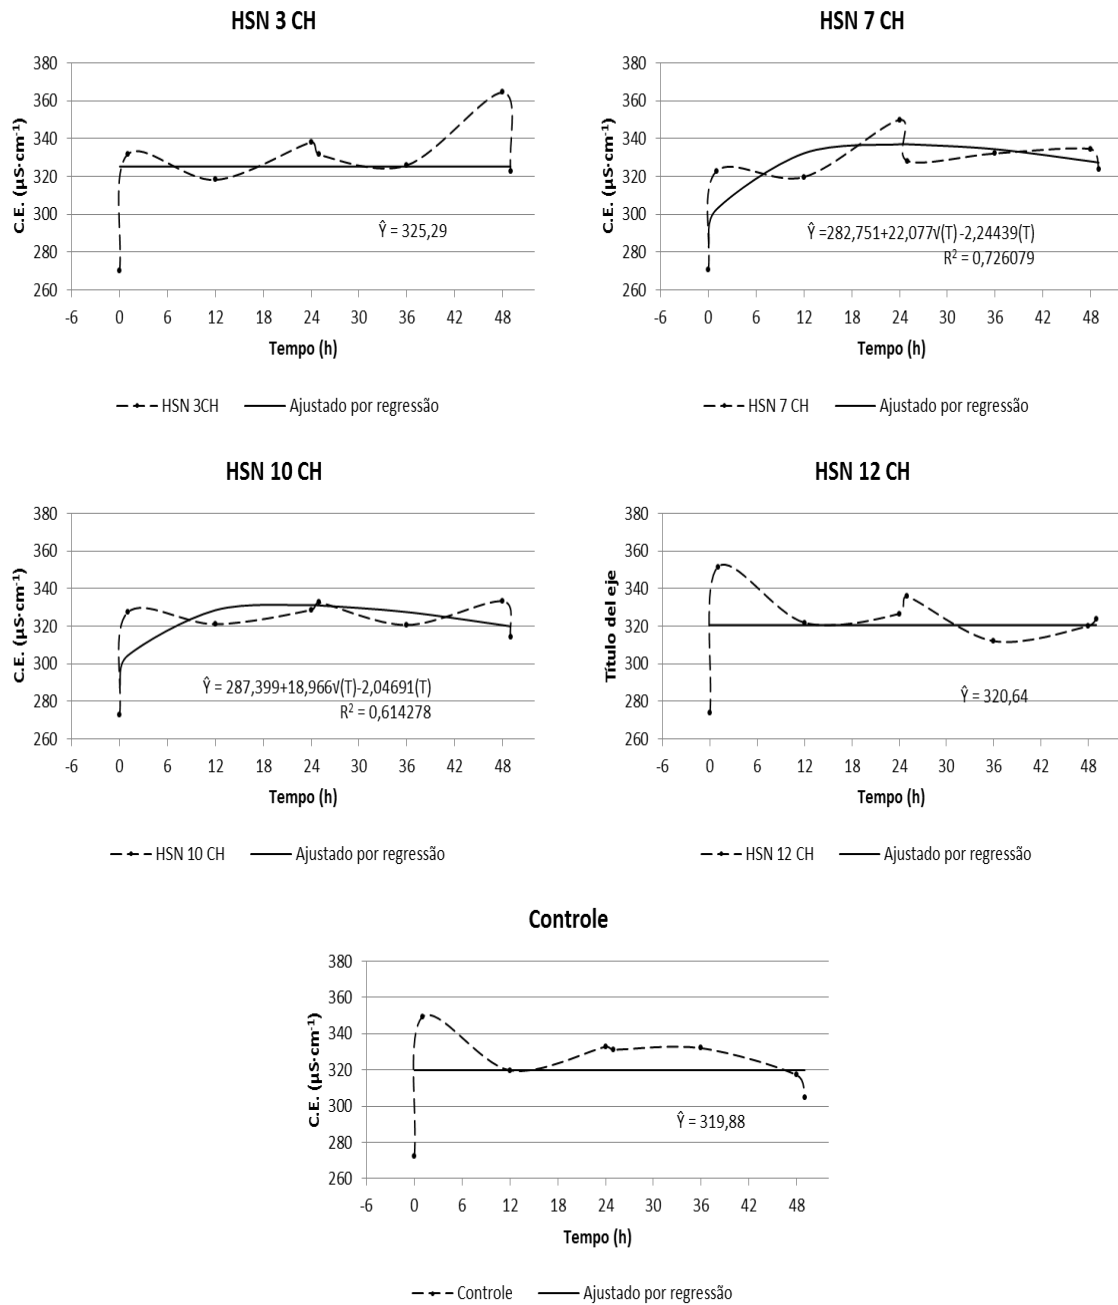 HSN 3 CH
C.E. (µS·cm⁻¹)
380
360
340
320
300
280
260
Ŷ = 325,29
-6 0 6 12 18 24 30 36 42 48
Tempo (h)
HSN 3CH Ajustado por regressão
HSN 7 CH
C.E. (µS·cm⁻¹)
380
360
340
320
300
280
260
Ŷ =282,751+22,077√(T)-2,24439(T)
R² = 0,726079
-6 0 6 12 18 24 30 36 42 48
Tempo (h)
HSN 7 CH Ajustado por regressão
HSN 10 CH
C.E. (µS·cm⁻¹)
380
360
340
320
300
280
260
Ŷ = 287,399+18,966√(T)-2,04691(T)
R² = 0,614278
-6 0 6 12 18 24 30 36 42 48
Tempo (h)
HSN 10 CH Ajustado por regressão
HSN 12 CH
Título del eje
380
360
340
320
300
280
260
Ŷ = 320,64
-6 0 6 12 18 24 30 36 42 48
Tempo (h)
HSN 12 CH Ajustado por regressão
Controle
C.E. (µS·cm⁻¹)
380
360
340
320
300
280
260
Ŷ = 319,88
-6 0 6 12 18 24 30 36 42 48
Tempo (h)
Controle Ajustado por regressão